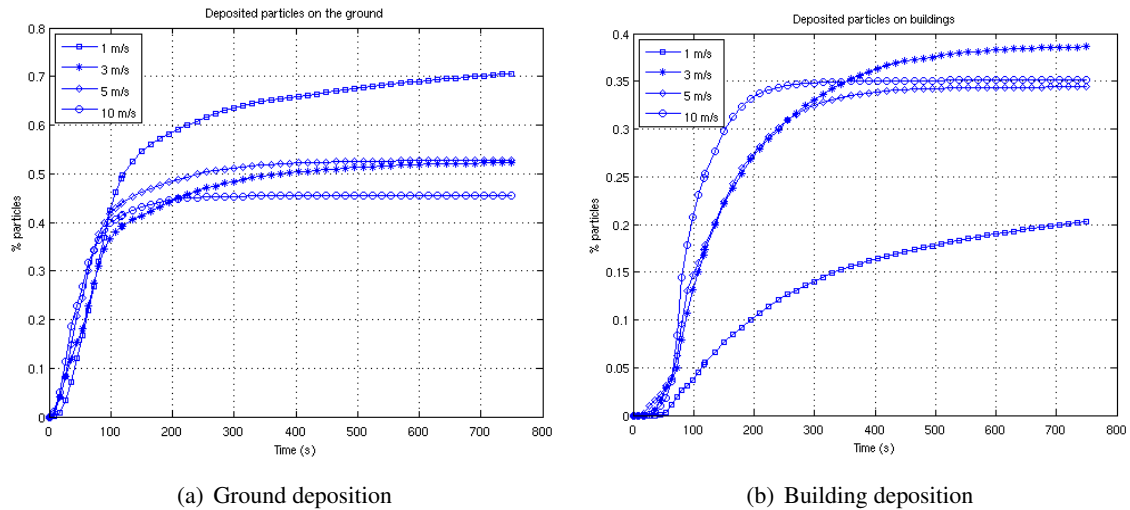 Deposited particles on the ground
0.8
0.7
0.6
0.5
0.4
0.3
0.2
0.1
0
% particles
1 m/s
3 m/s
5 m/s
10 m/s
0 100 200 300 400 500 600 700 800
Time (s)
(a) Ground deposition
Deposited particles on buildings
0.4
0.35
0.3
0.25
0.2
0.15
0.1
0.05
0
% particles
1 m/s
3 m/s
5 m/s
10 m/s
0 100 200 300 400 500 600 700 800
Time (s)
(b) Building deposition